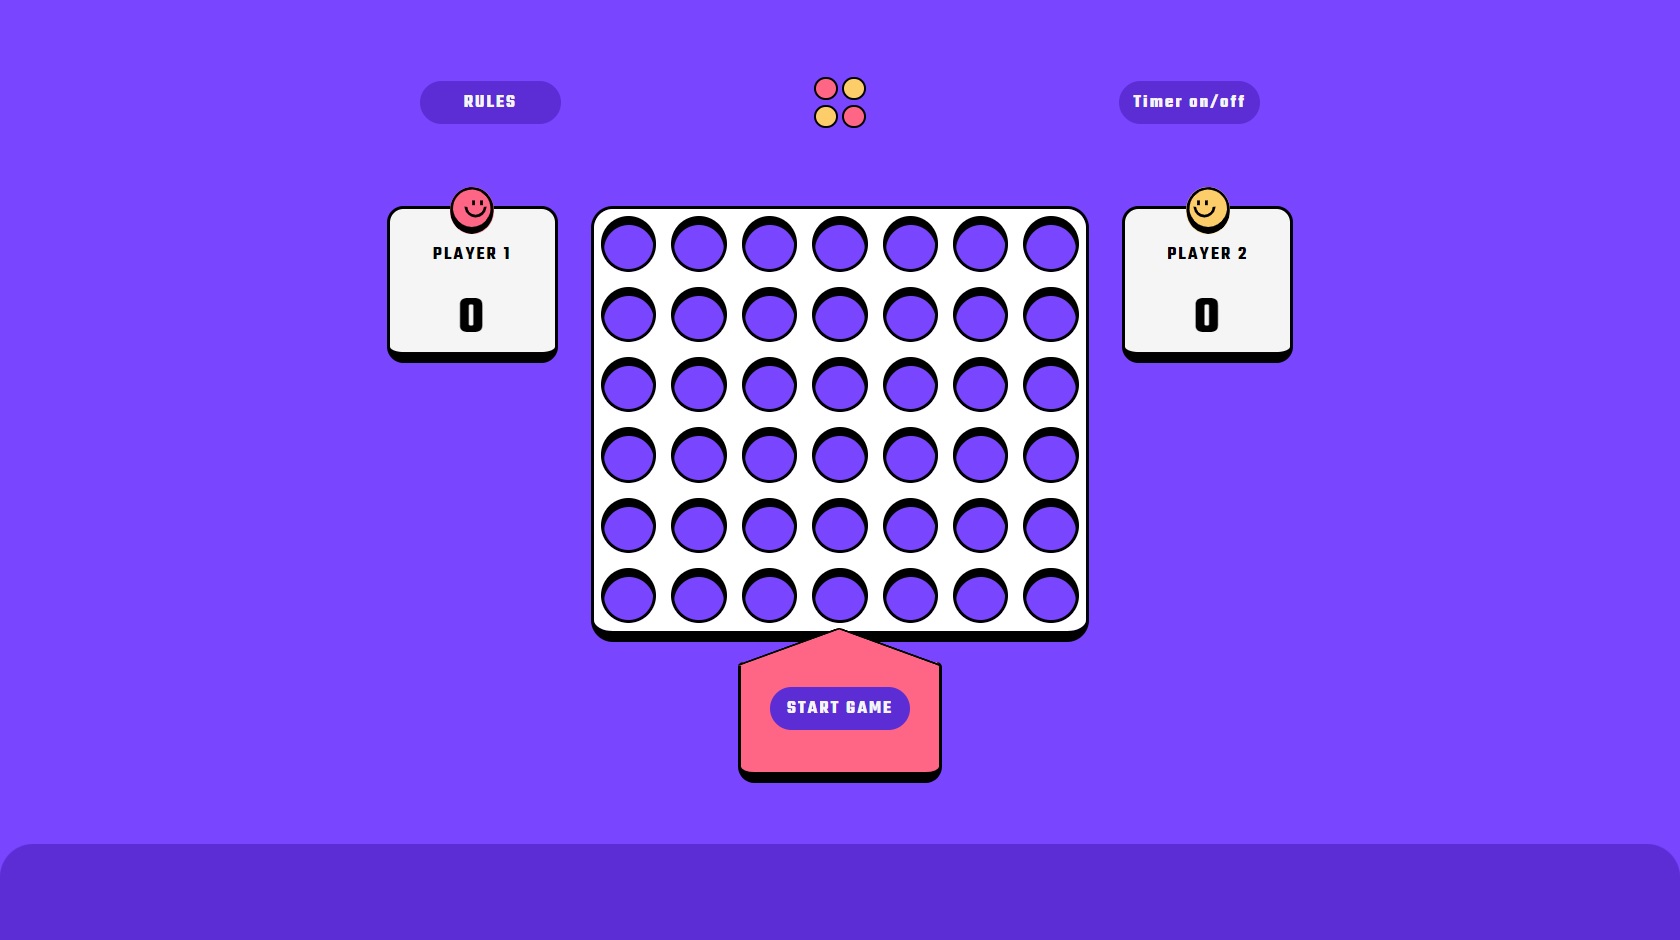 RULES
Timer on/off
PLAYER 1
0
PLAYER 2
0
START GAME